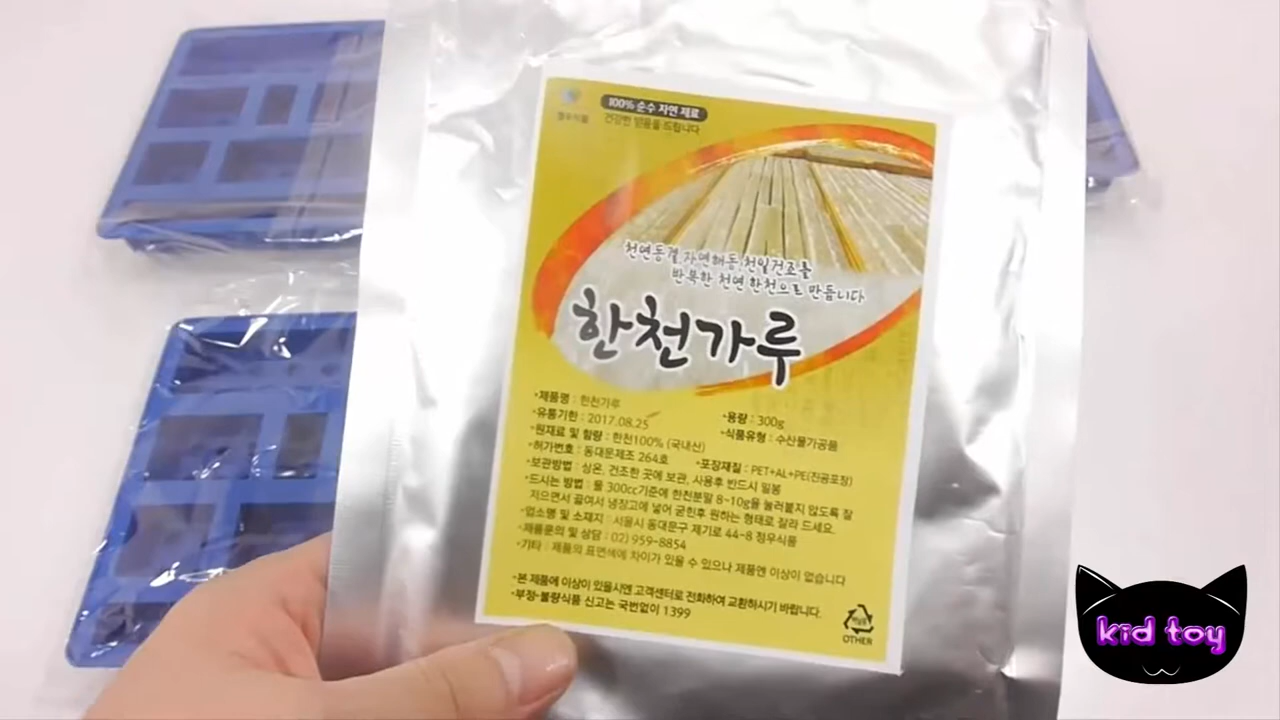 정우식품
100% 순수 자연 재료
건강한 믿음을 드립니다
천연동결,자연해동,천일건조를
반복한 천연 한천으로 만듭니다
한천가루
•제품명 : 한천가루
•유통기한 : 2017.08.25
•용량 : 300g
•원재료 및 함량 : 한천100% (국내산)
•식품유형 : 수산물가공품
•허가번호 : 동대문제조 264호
•포장재질 : PET+AL+PE(진공포장)
•보관방법 : 상온, 건조한 곳에 보관, 사용후 반드시 밀봉
•드시는 방법 : 물 300cc기준에 한천분말 8~10g을 눌러붙지 않도록 잘
저으면서 끓여서 냉장고에 넣어 굳힌후 원하는 형태로 잘라 드세요.
•업소명 및 소재지 : 서울시 동대문구 제기로 44-8 정우식품
•제품문의 및 상담 : 02) 959-8854
•기타 : 제품의 표면색에 차이가 있을 수 있으나 제품엔 이상이 없습니다
•본 제품에 이상이 있을시엔 고객센터로 전화하여 교환하시기 바랍니다.
•부정·불량식품 신고는 국번없이 1399
OTHER
kid toy